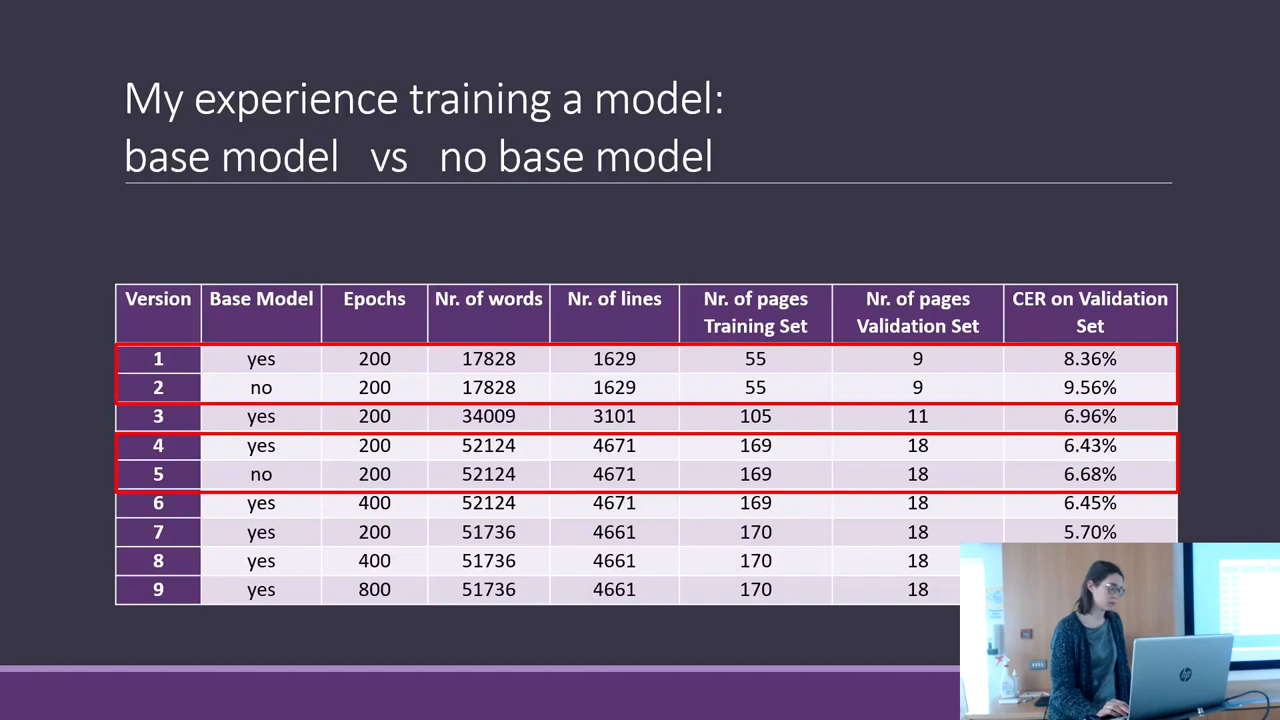 My experience training a model:
base model vs no base model
Version Base Model Epochs Nr. of words Nr. of lines Nr. of pages Training Set Nr. of pages Validation Set CER on Validation Set
1 yes 200 17828 1629 55 9 8.36%
2 no 200 17828 1629 55 9 9.56%
3 yes 200 34009 3101 105 11 6.96%
4 yes 200 52124 4671 169 18 6.43%
5 no 200 52124 4671 169 18 6.68%
6 yes 400 52124 4671 169 18 6.45%
7 yes 200 51736 4661 170 18 5.70%
8 yes 400 51736 4661 170 18
9 yes 800 51736 4661 170 18
hp